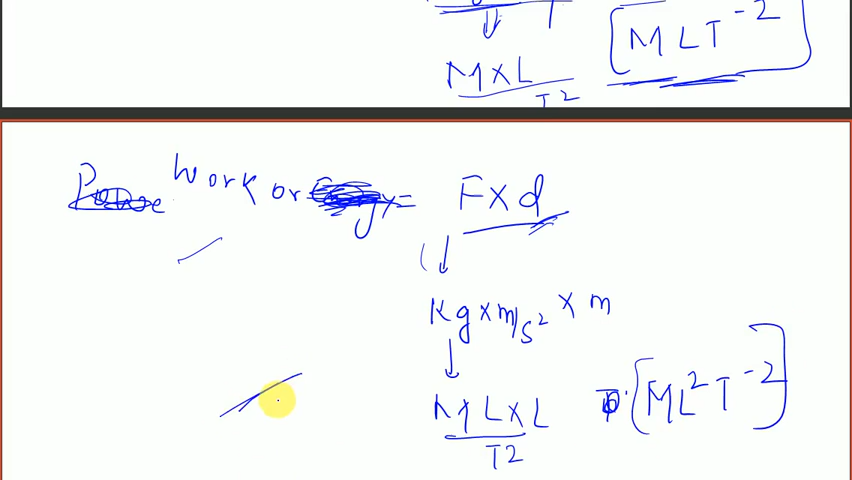 M×L [MLT⁻²
T²
Work or = F×d
Kg×m/s² × m
M×L×L [ML²T⁻²]
T2